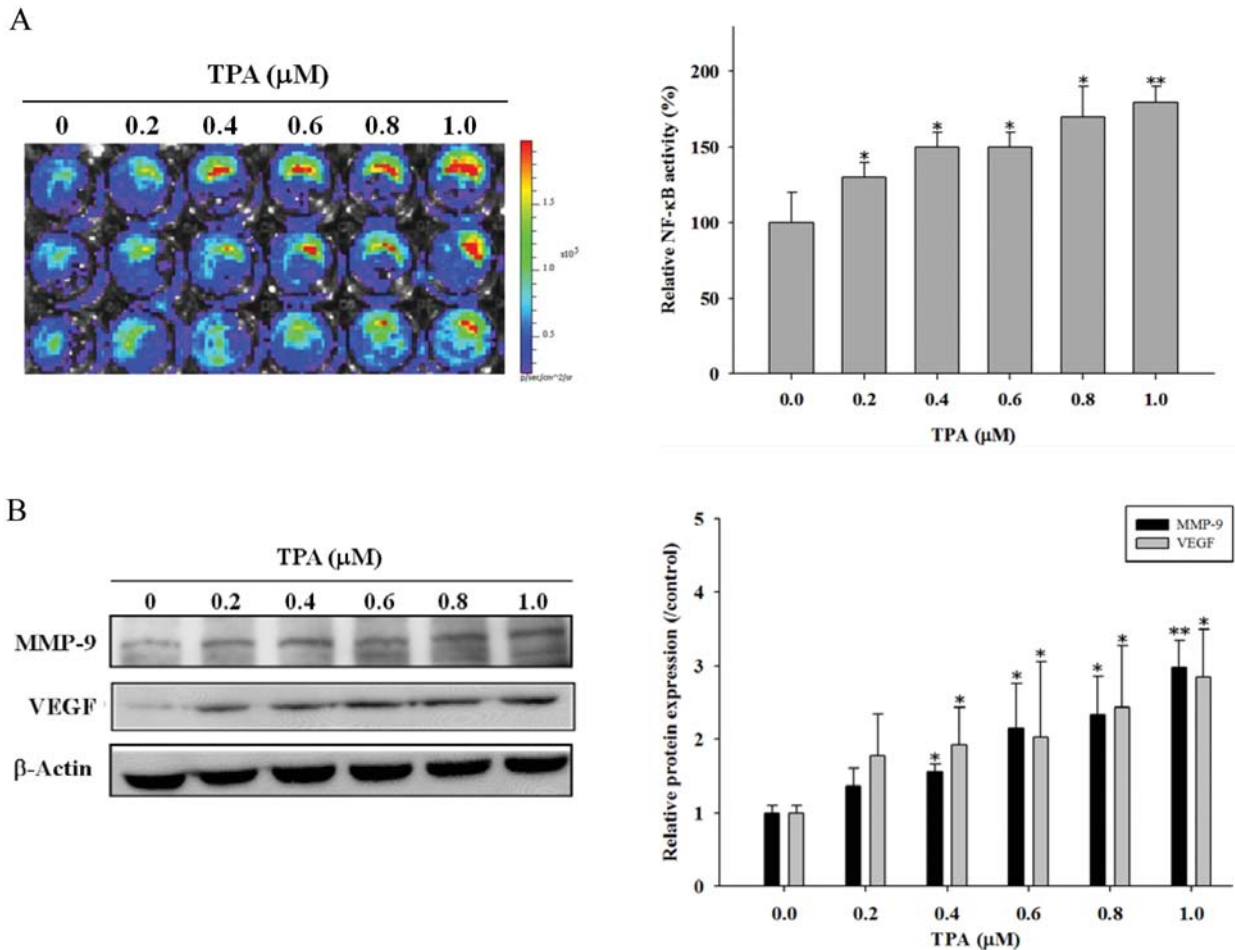 A
TPA (μM)
0 0.2 0.4 0.6 0.8 1.0
1.5
1.0
x10⁵
0.5
p/sec/cm^2/sr
Relative NF-κB activity (%)
200
150
100
50
0
* * * * **
0.0 0.2 0.4 0.6 0.8 1.0
TPA (μM)
B
TPA (μM)
0 0.2 0.4 0.6 0.8 1.0
MMP-9
VEGF
β-Actin
Relative protein expression (/control)
5
4
3
2
1
0
MMP-9
VEGF
* * * * * * ** *
0.0 0.2 0.4 0.6 0.8 1.0
TPA (μM)